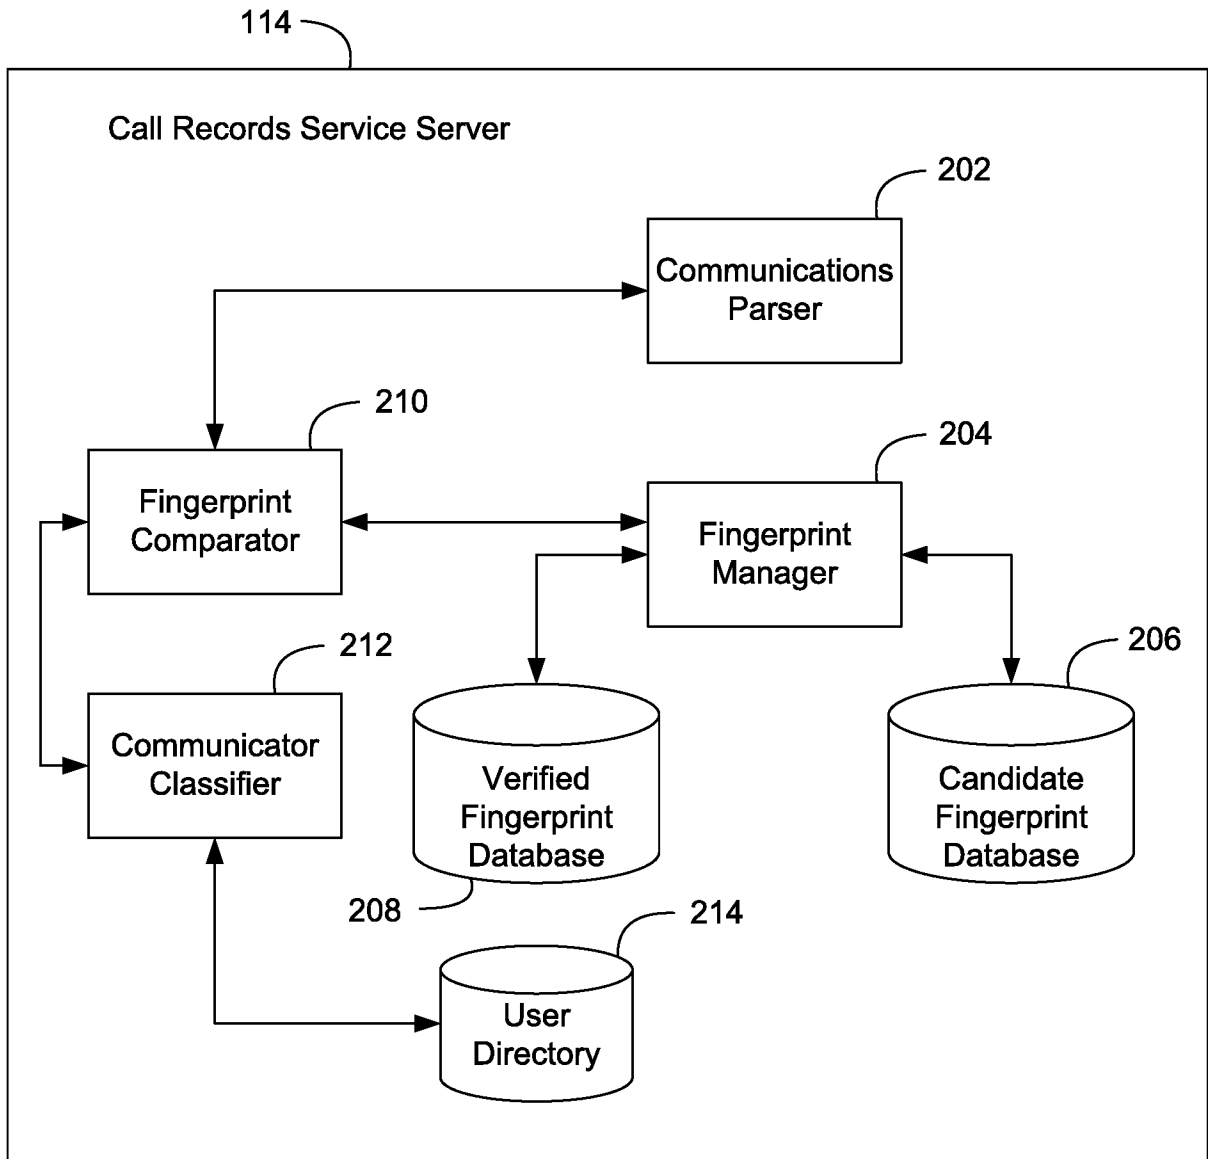 114
Call Records Service Server
202
Communications
Parser
210
Fingerprint
Comparator
204
Fingerprint
Manager
212
Communicator
Classifier
206
Verified
Fingerprint
Database
Candidate
Fingerprint
Database
208
214
User
Directory